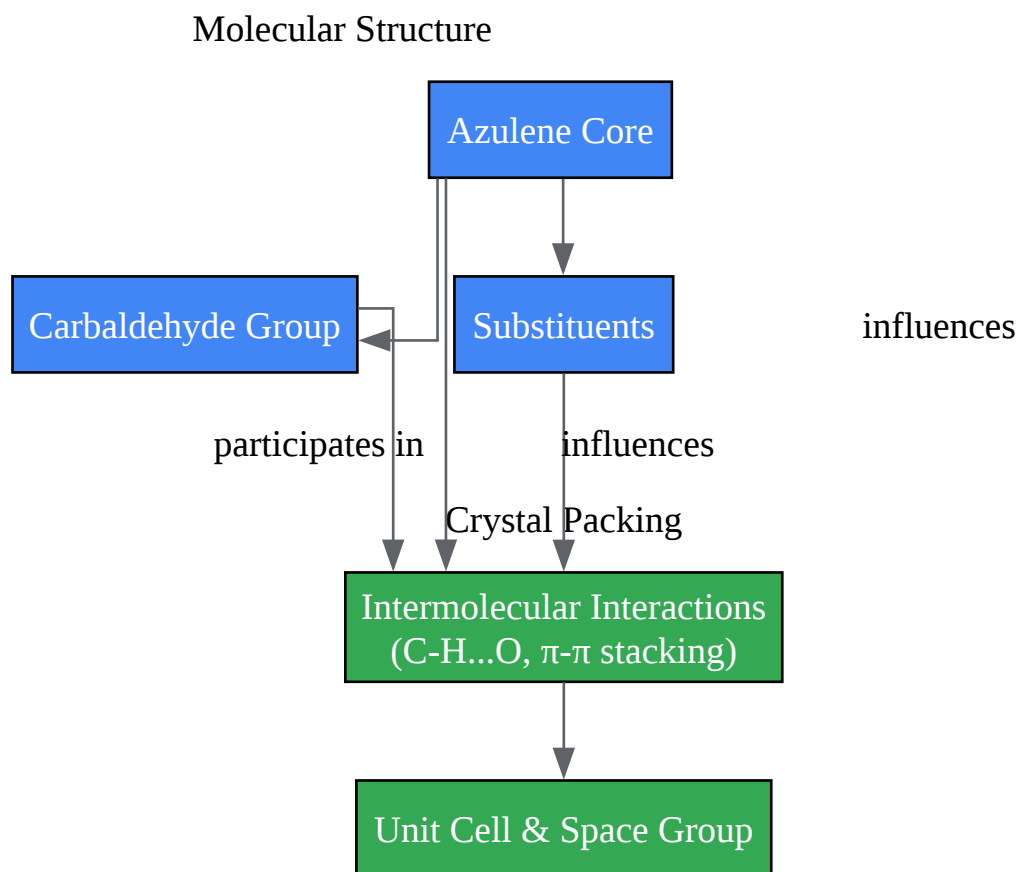 Molecular Structure
Azulene Core
Carbaldehyde Group
Substituents
influences
participates in
influences
Crystal Packing
Intermolecular Interactions
(C-H...O, π-π stacking)
Unit Cell & Space Group